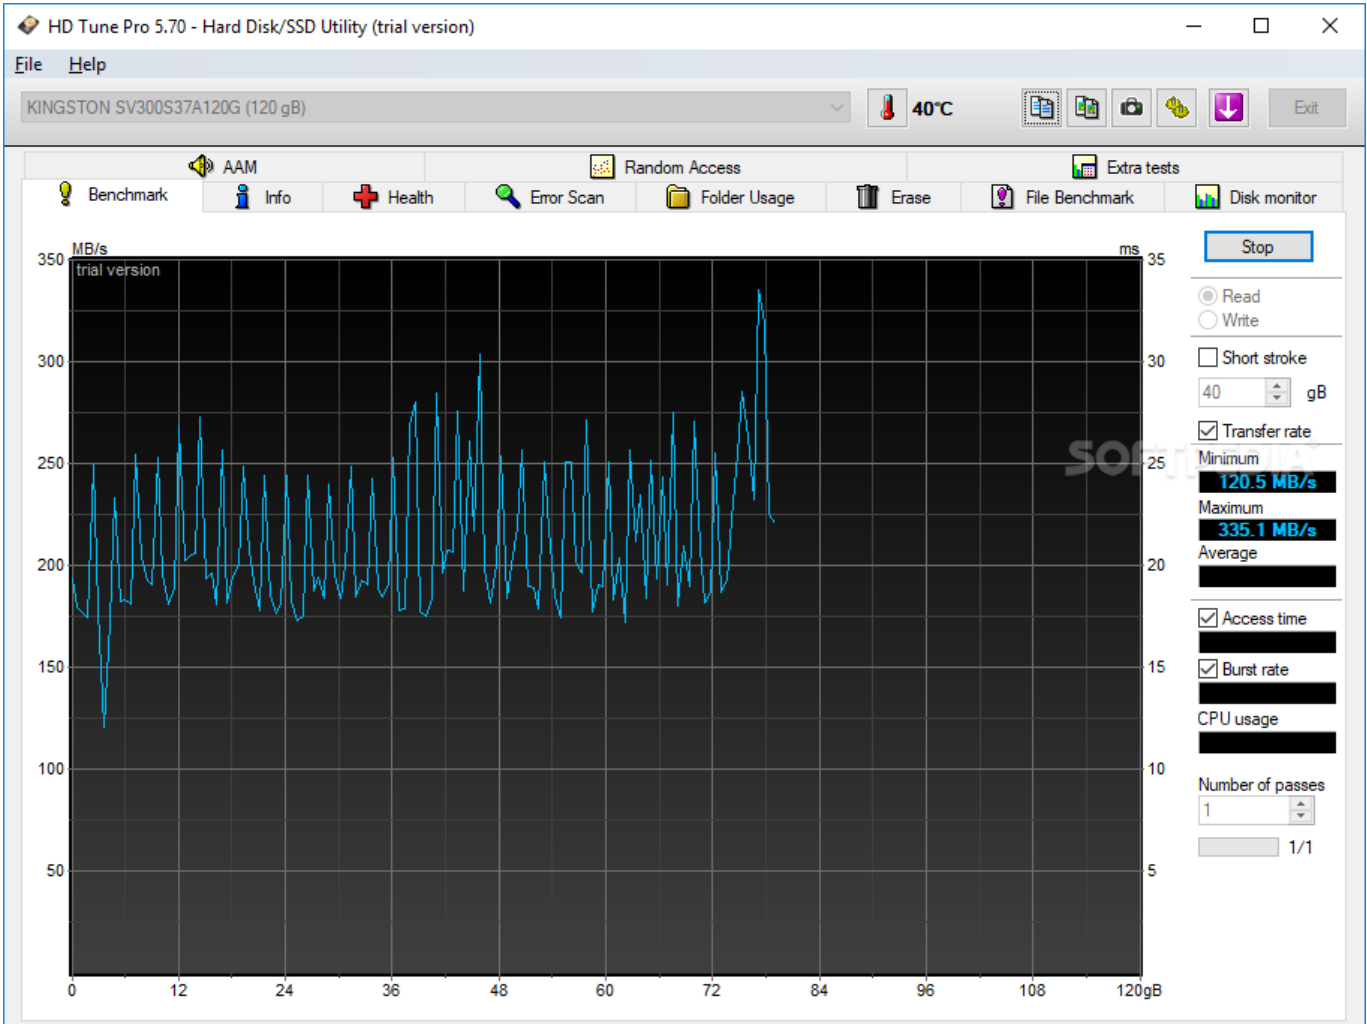 HD Tune Pro 5.70 - Hard Disk/SSD Utility (trial version)
File Help
KINGSTON SV300S37A120G (120 gB)
40°C
Exit
AAM
Random Access
Extra tests
Benchmark
Info
Health
Error Scan
Folder Usage
Erase
File Benchmark
Disk monitor
MB/s
ms
trial version
350
300
250
200
150
100
50
35
30
25
20
15
10
5
0 12 24 36 48 60 72 84 96 108 120gB
Stop
Read
Write
Short stroke
40 gB
Transfer rate
SOFTPEDIA
Minimum
120.5 MB/s
Maximum
335.1 MB/s
Average
Access time
Burst rate
CPU usage
Number of passes
1
1/1